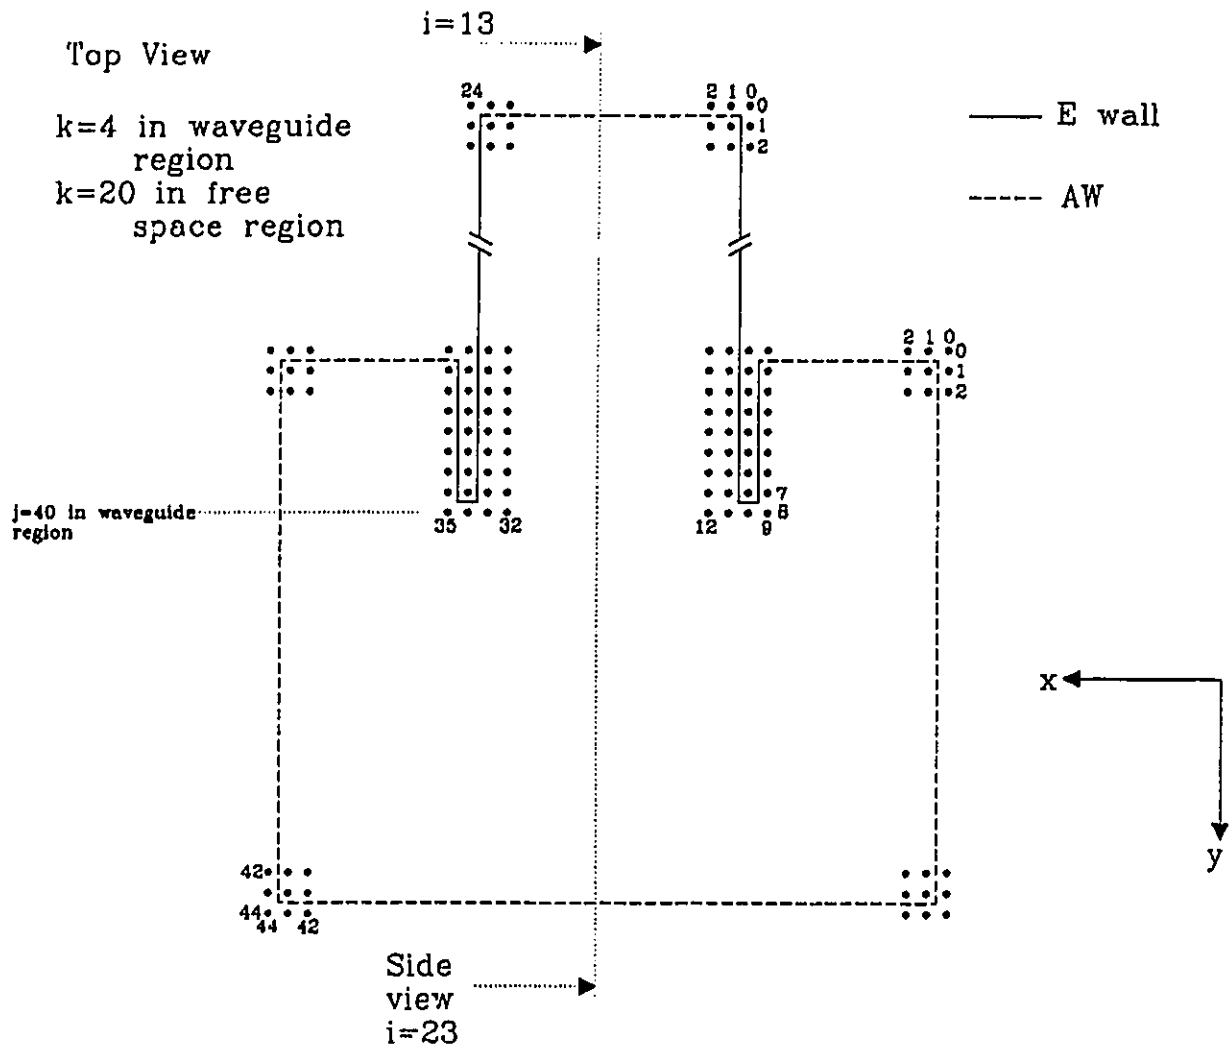 i=13
Top View
24
2 1 0
0
1
2
k=4 in waveguide
region
k=20 in free
space region
E wall
AW
2 1 0
0
1
2
j=40 in waveguide
region
35 32
7
8
12 9
x
y
42
44
44 42
Side
view
i=23